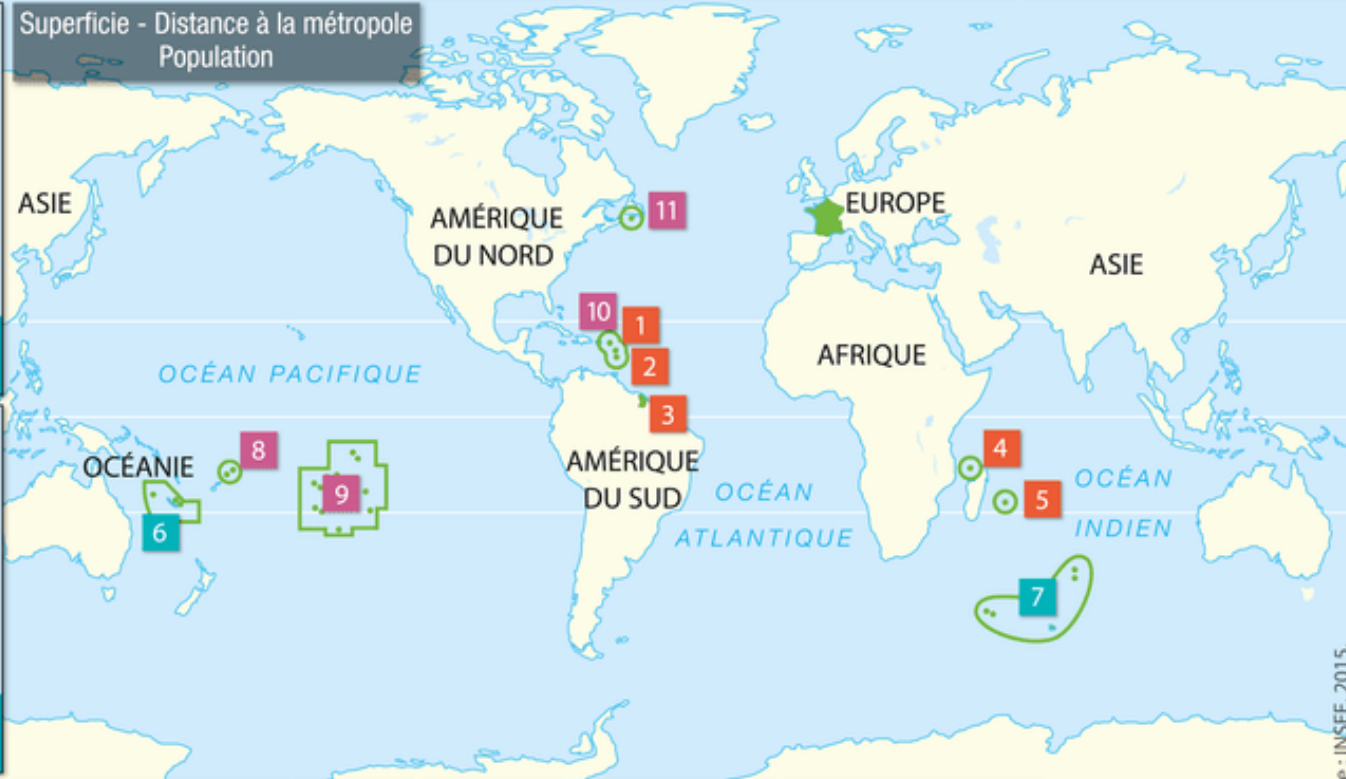 Superficie - Distance à la métropole
Population
ASIE
AMÉRIQUE
DU NORD
11
EUROPE
ASIE
10
1
2
3
OCÉAN PACIFIQUE
AFRIQUE
8
OCÉANIE
9
6
AMÉRIQUE
DU SUD
OCÉAN
ATLANTIQUE
4
5
OCÉAN
INDIEN
7
: INSEE 2015